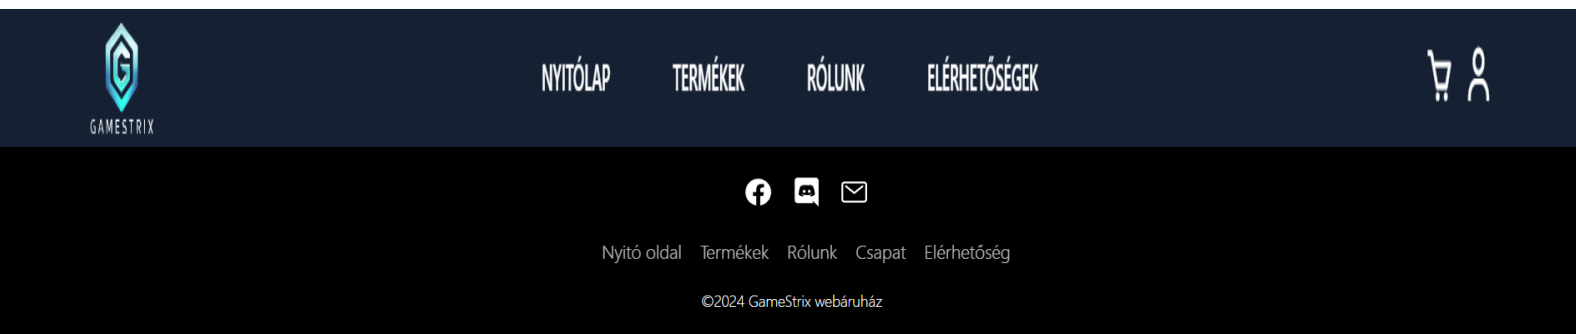 GAMESTRIX
NYITÓLAP TERMÉKEK RÓLUNK ELÉRHETŐSÉGEK
Nyitó oldal Termékek Rólunk Csapat Elérhetőség
©2024 GameStrix webáruház